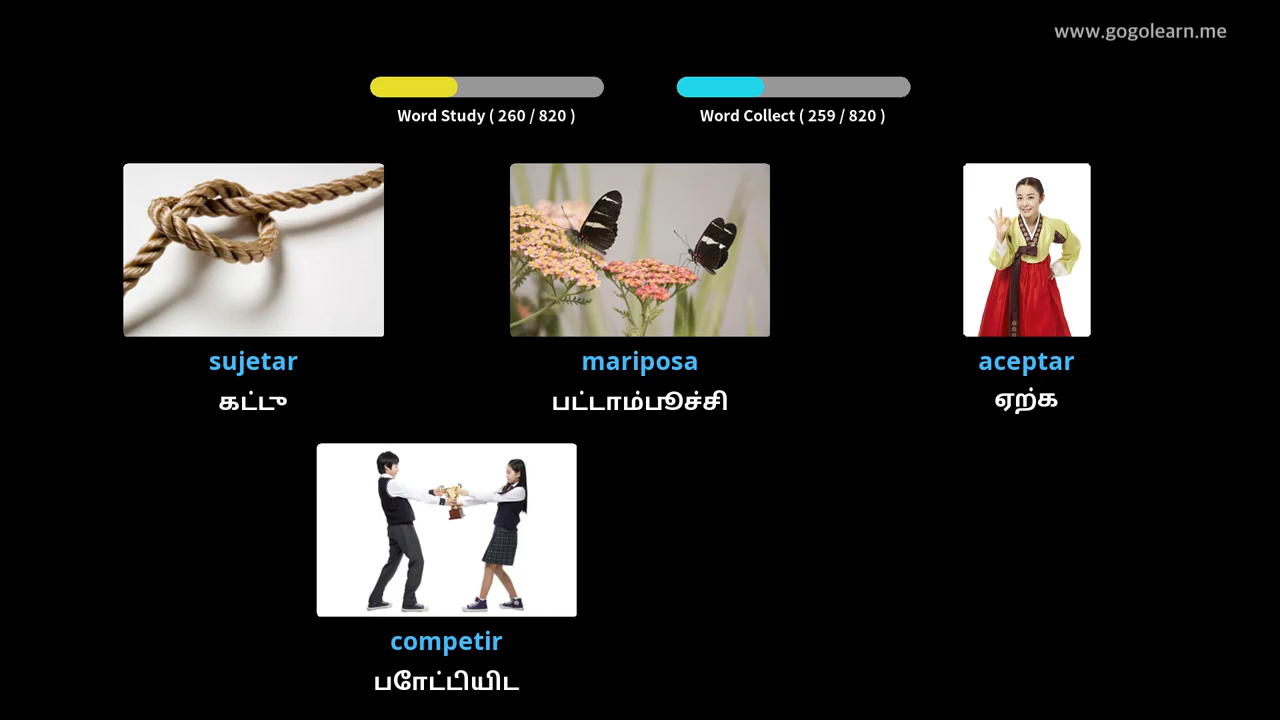 www.gogolearn.me
Word Study ( 260 / 820 )
Word Collect ( 259 / 820 )
sujetar
mariposa
aceptar
கட்டு
பட்டாம்பூச்சி
ஏற்க
competir
போட்டியிட